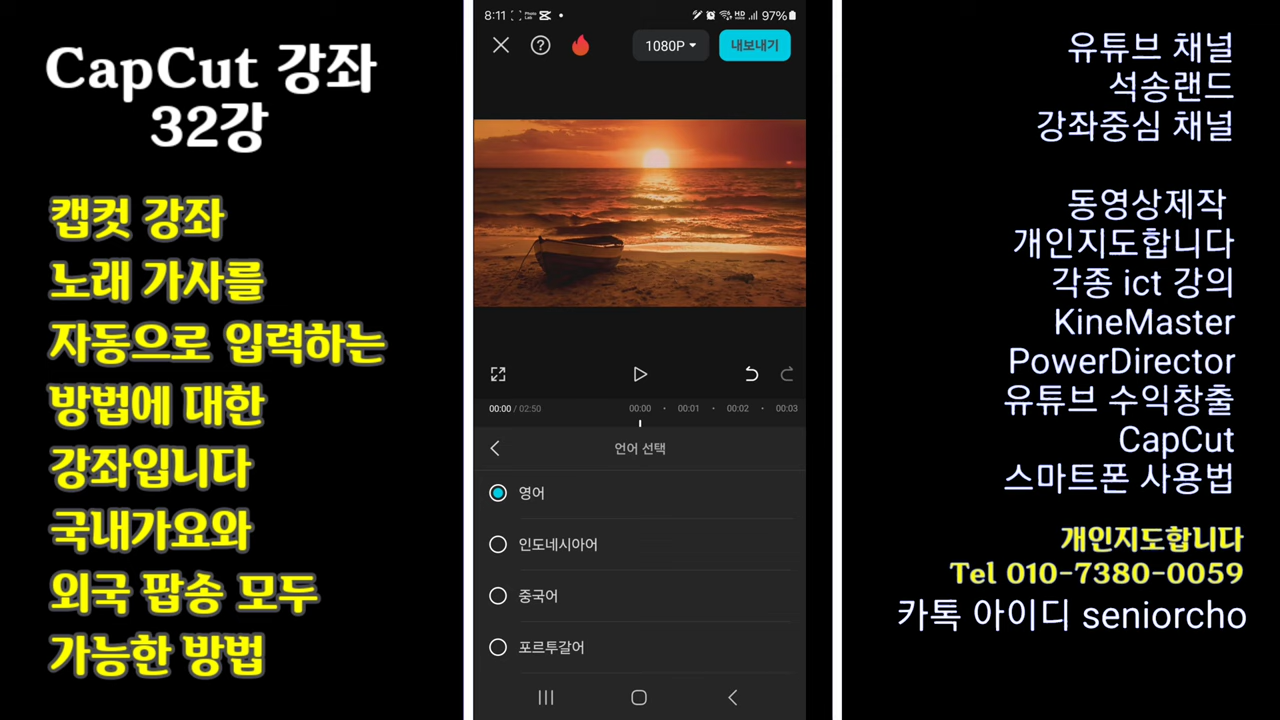 CapCut 강좌
32강
캡컷 강좌
노래 가사를
자동으로 입력하는
방법에 대한
강좌입니다
국내가요와
외국 팝송 모두
가능한 방법
8:11 Photo Lab HD 97%
1080P 내보내기
00:00 / 02:50 00:00 00:01 00:02 00:03
언어 선택
영어
인도네시아어
중국어
포르투갈어
유튜브 채널
석송랜드
강좌중심 채널
동영상제작
개인지도합니다
각종 ict 강의
KineMaster
PowerDirector
유튜브 수익창출
CapCut
스마트폰 사용법
개인지도합니다
Tel 010-7380-0059
카톡 아이디 seniorcho